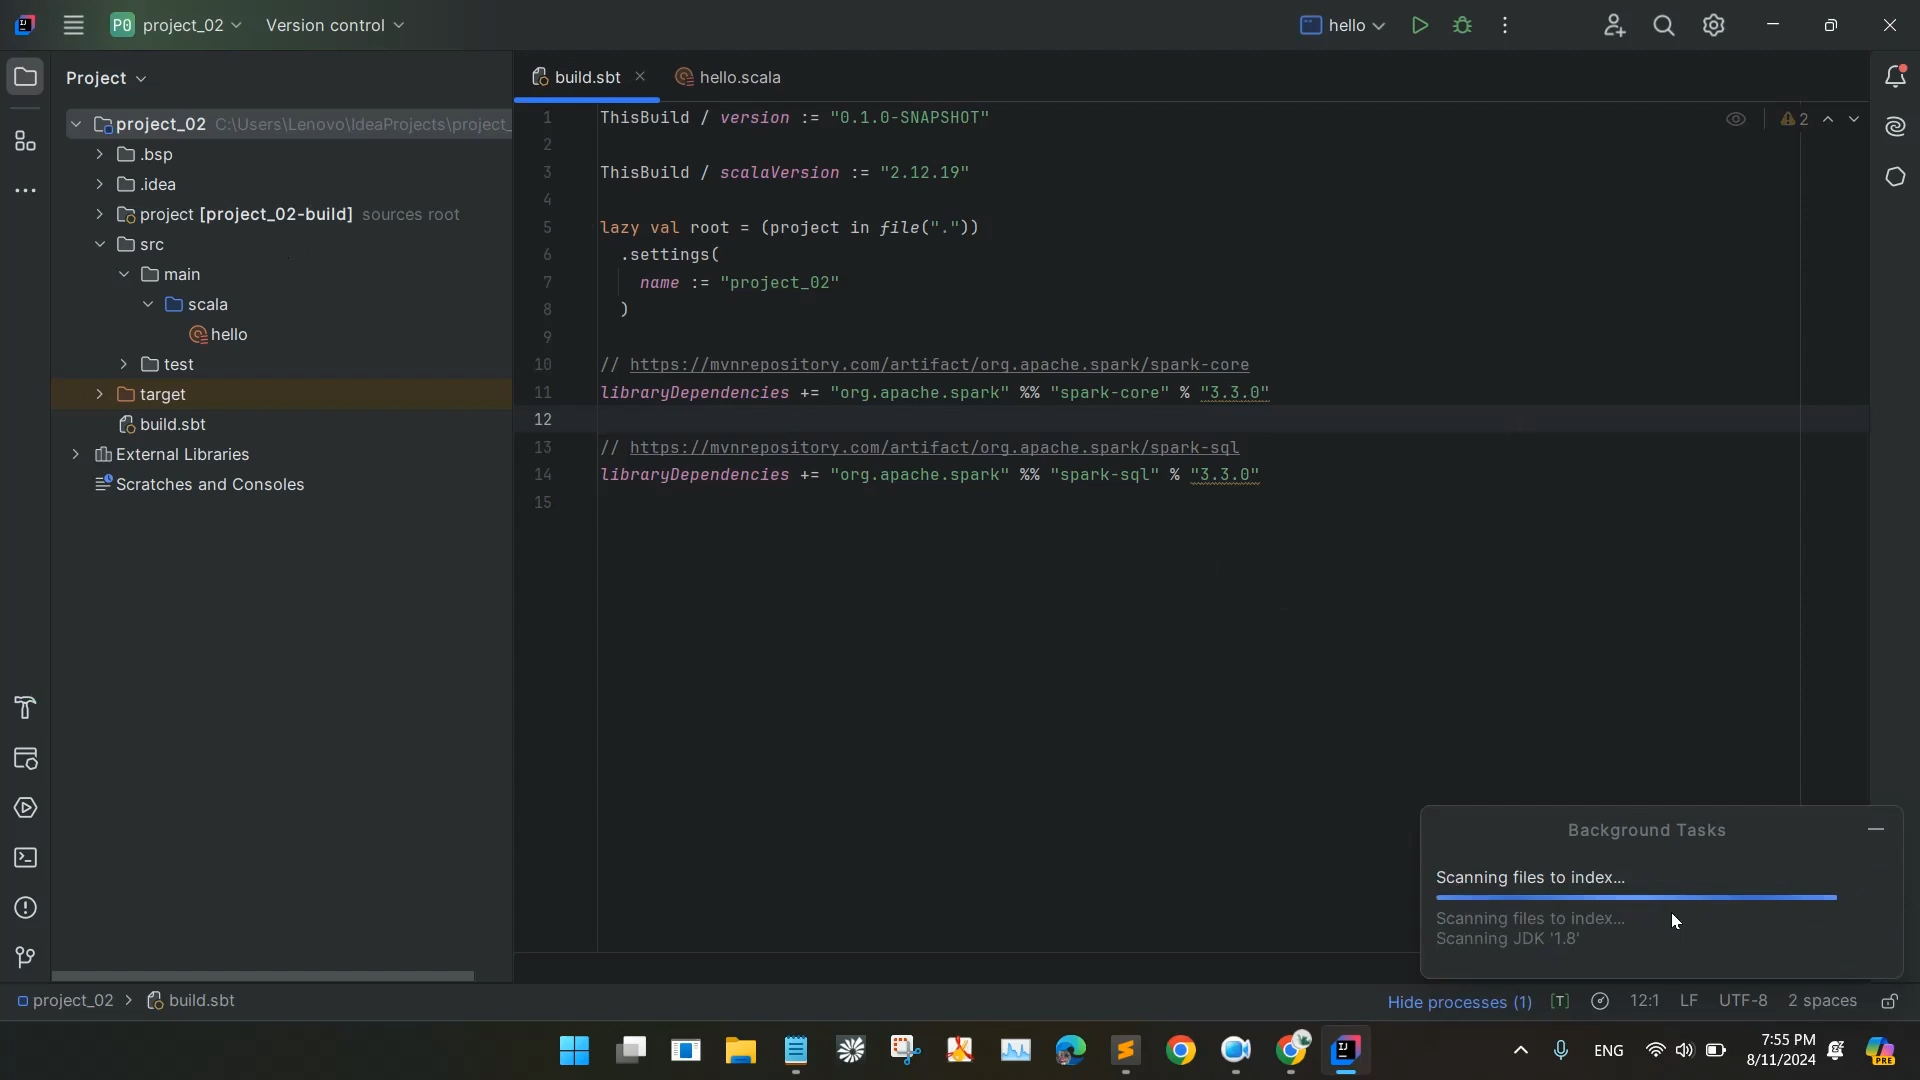 P0 project_02 Version control hello
Project
build.sbt
hello.scala
project_02 C:\Users\Lenovo\IdeaProjects\project_
.bsp
.idea
project [project_02-build] sources root
src
main
scala
hello
test
target
build.sbt
External Libraries
Scratches and Consoles
2
1 ThisBuild / version := "0.1.0-SNAPSHOT"
2
3 ThisBuild / scalaVersion := "2.12.19"
4
5 lazy val root = (project in file("."))
6 .settings(
7 name := "project_02"
8 )
9
10 // https://mvnrepository.com/artifact/org.apache.spark/spark-core
11 libraryDependencies += "org.apache.spark" %% "spark-core" % "3.3.0"
12
13 // https://mvnrepository.com/artifact/org.apache.spark/spark-sql
14 libraryDependencies += "org.apache.spark" %% "spark-sql" % "3.3.0"
15
Background Tasks
Scanning files to index...
Scanning files to index...
Scanning JDK '1.8'
project_02 > build.sbt
Hide processes (1) [T] 12:1 LF UTF-8 2 spaces
ENG
7:55 PM
8/11/2024
PRE